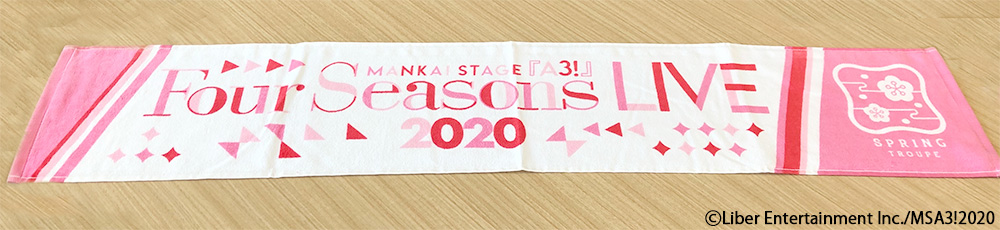 MANKAI STAGE『A3!』
Four Seasons LIVE
2020
SPRING
TROUPE
©Liber Entertainment Inc./MSA3!2020